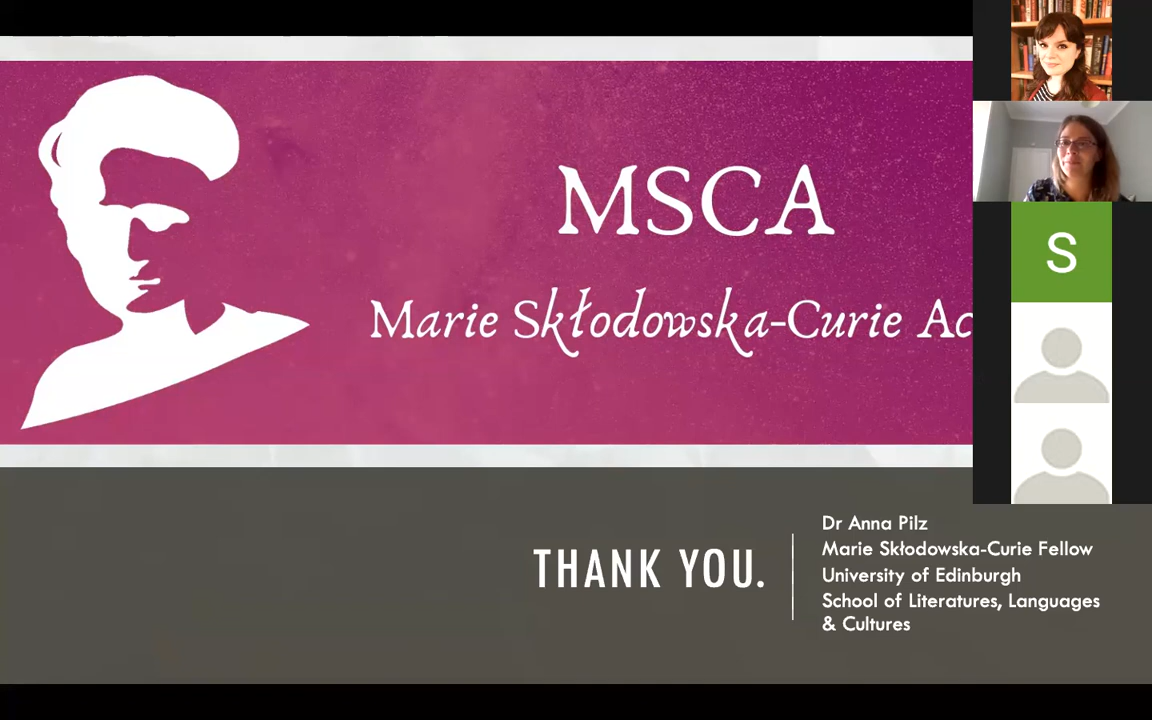 MSCA
Marie Skłodowska-Curie Ac
S
THANK YOU.
Dr Anna Pilz
Marie Skłodowska-Curie Fellow
University of Edinburgh
School of Literatures, Languages
& Cultures